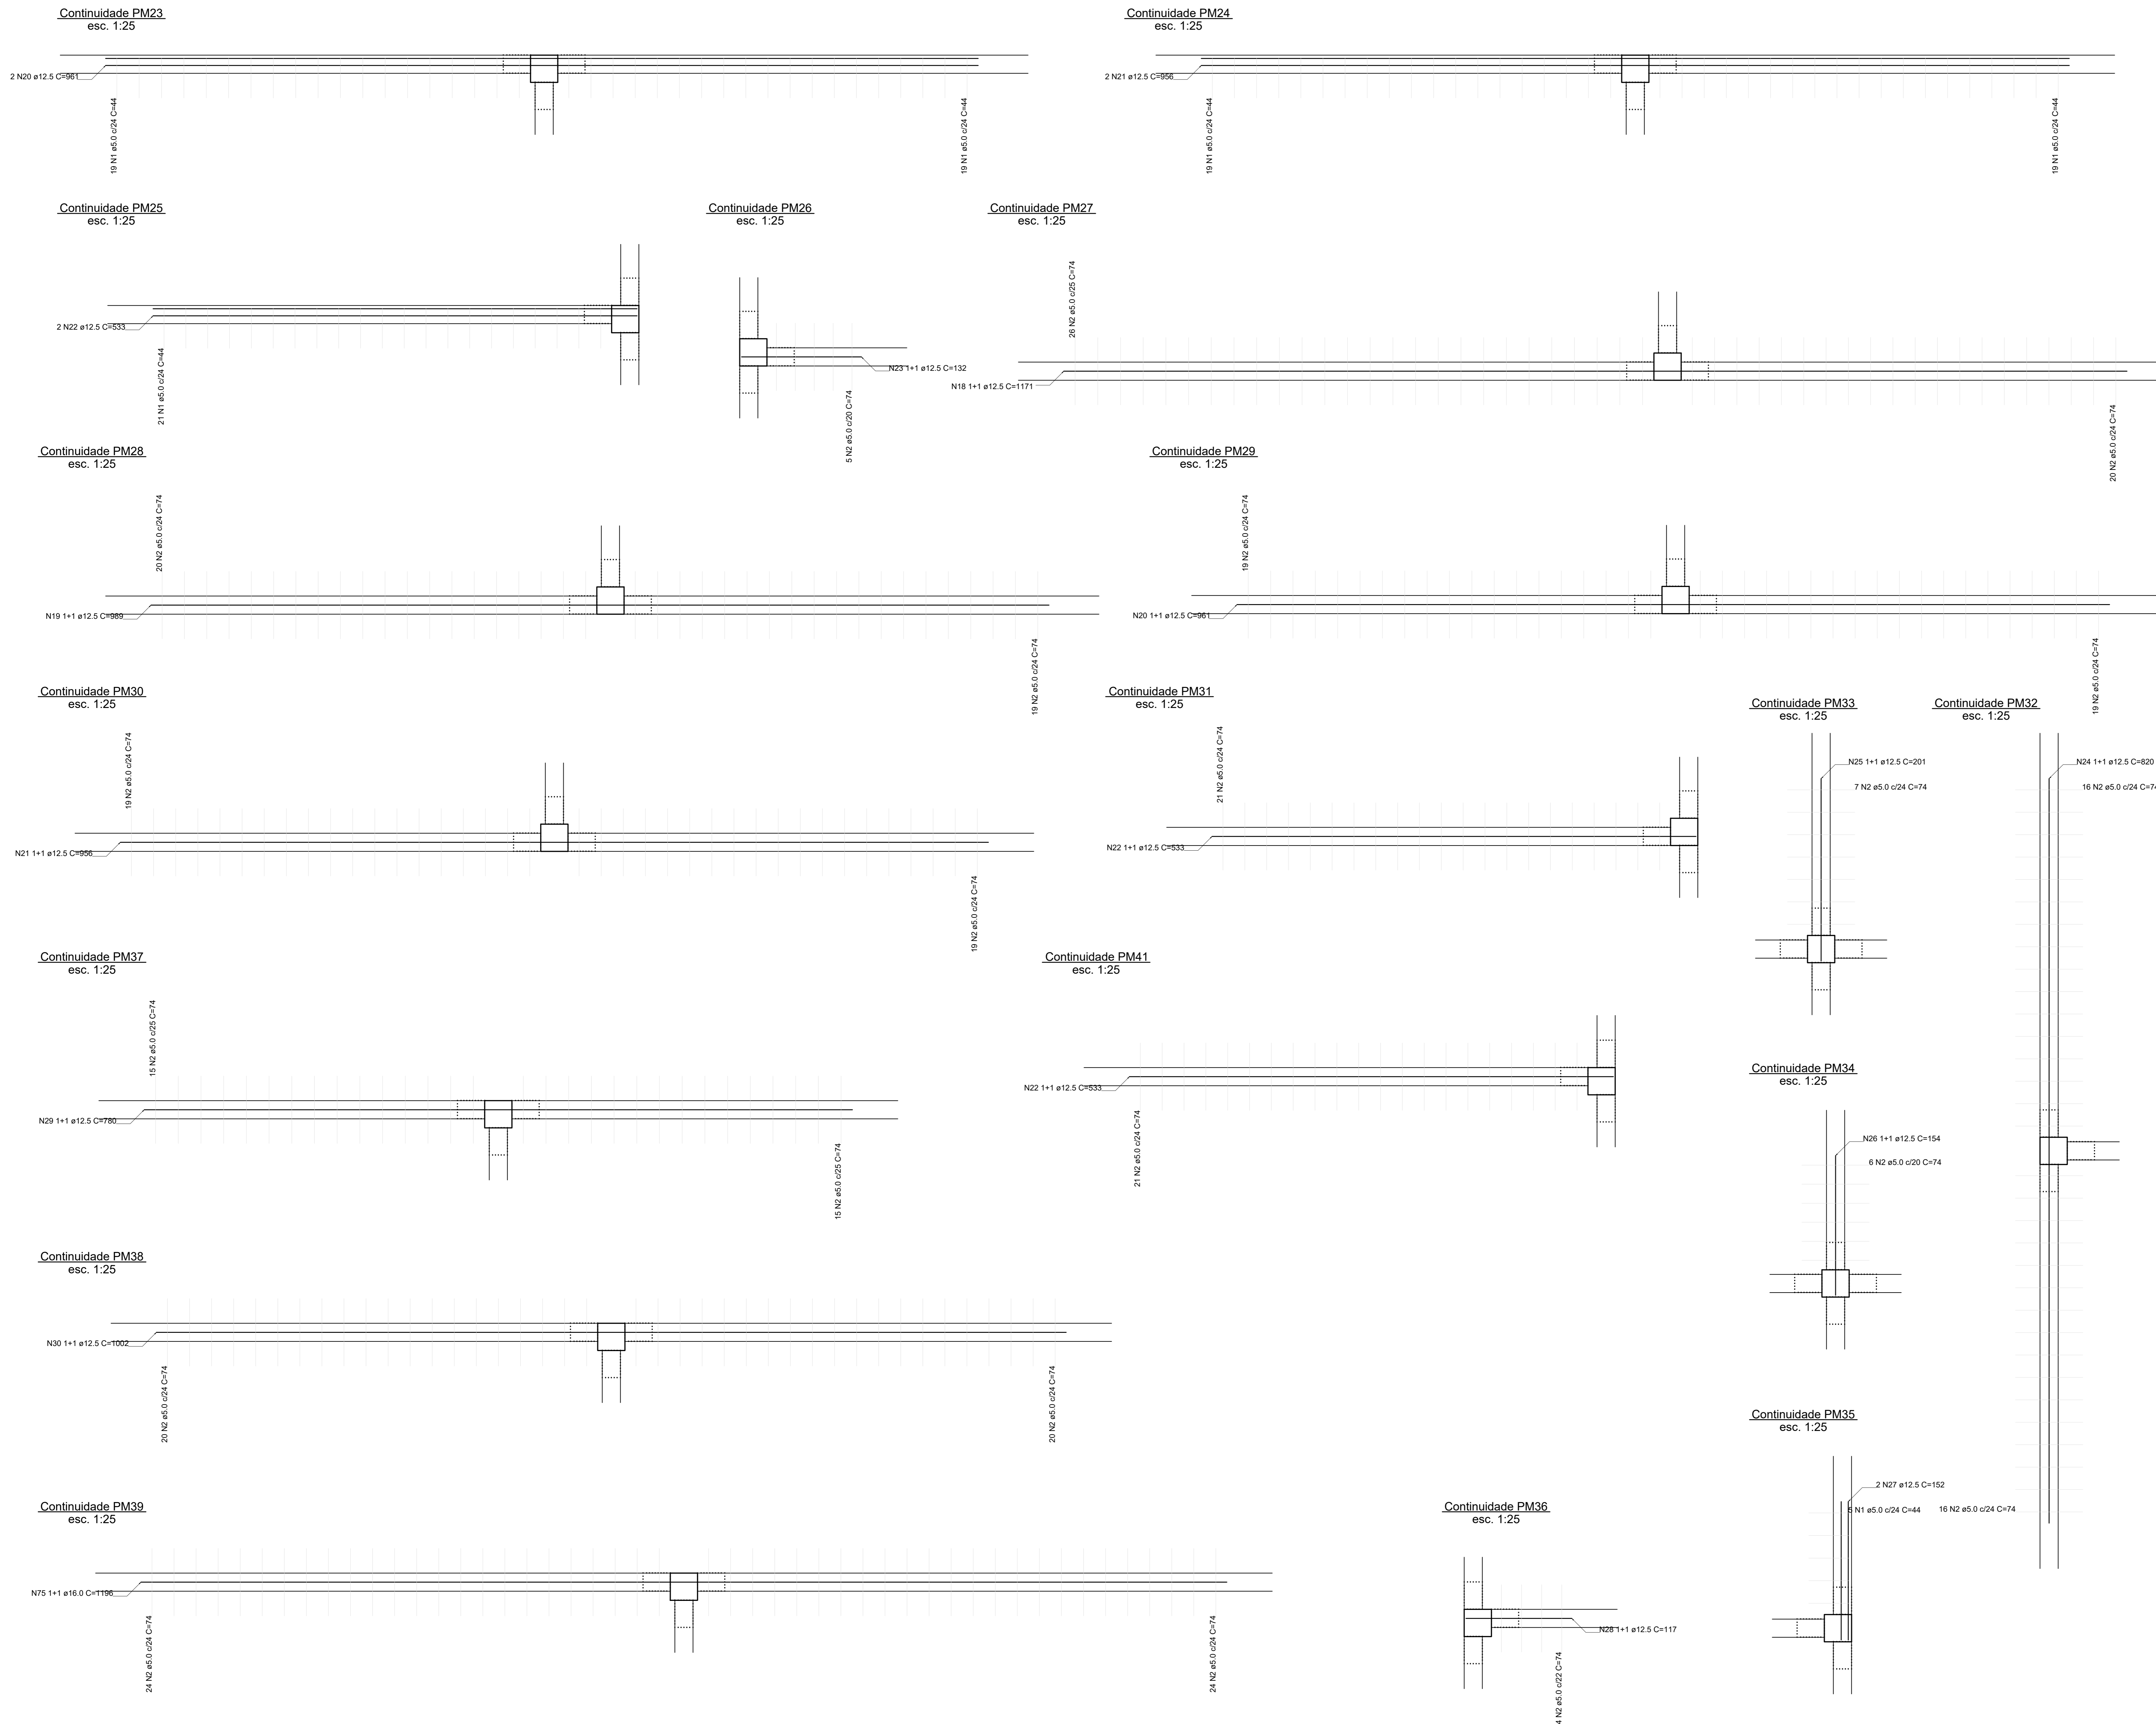 Continuidade PM23
esc. 1:25
2 N20 ø12.5 C=961
19 N1 ø5.0 c/24 C=44
19 N1 ø5.0 c/24 C=44
Continuidade PM24
esc. 1:25
2 N21 ø12.5 C=956
19 N1 ø5.0 c/24 C=44
19 N1 ø5.0 c/24 C=44
Continuidade PM25
esc. 1:25
2 N22 ø12.5 C=533
21 N1 ø5.0 c/24 C=44
Continuidade PM26
esc. 1:25
N23 1+1 ø12.5 C=132
5 N2 ø5.0 c/20 C=74
Continuidade PM27
esc. 1:25
26 N2 ø5.0 c/25 C=74
N18 1+1 ø12.5 C=1171
20 N2 ø5.0 c/24 C=74
Continuidade PM28
esc. 1:25
20 N2 ø5.0 c/24 C=74
N19 1+1 ø12.5 C=989
19 N2 ø5.0 c/24 C=74
Continuidade PM29
esc. 1:25
19 N2 ø5.0 c/24 C=74
N20 1+1 ø12.5 C=961
19 N2 ø5.0 c/24 C=74
Continuidade PM30
esc. 1:25
19 N2 ø5.0 c/24 C=74
N21 1+1 ø12.5 C=956
19 N2 ø5.0 c/24 C=74
Continuidade PM31
esc. 1:25
21 N2 ø5.0 c/24 C=74
N22 1+1 ø12.5 C=533
Continuidade PM33
esc. 1:25
N25 1+1 ø12.5 C=201
7 N2 ø5.0 c/24 C=74
Continuidade PM32
esc. 1:25
N24 1+1 ø12.5 C=820
16 N2 ø5.0 c/24 C=74
16 N2 ø5.0 c/24 C=74
Continuidade PM37
esc. 1:25
15 N2 ø5.0 c/25 C=74
N29 1+1 ø12.5 C=780
15 N2 ø5.0 c/25 C=74
Continuidade PM41
esc. 1:25
N22 1+1 ø12.5 C=533
21 N2 ø5.0 c/24 C=74
Continuidade PM34
esc. 1:25
N26 1+1 ø12.5 C=154
6 N2 ø5.0 c/20 C=74
Continuidade PM38
esc. 1:25
N30 1+1 ø12.5 C=1002
20 N2 ø5.0 c/24 C=74
20 N2 ø5.0 c/24 C=74
Continuidade PM35
esc. 1:25
2 N27 ø12.5 C=152
5 N1 ø5.0 c/24 C=44
Continuidade PM39
esc. 1:25
N75 1+1 ø16.0 C=1196
24 N2 ø5.0 c/24 C=74
24 N2 ø5.0 c/24 C=74
Continuidade PM36
esc. 1:25
N28 1+1 ø12.5 C=117
4 N2 ø5.0 c/22 C=74